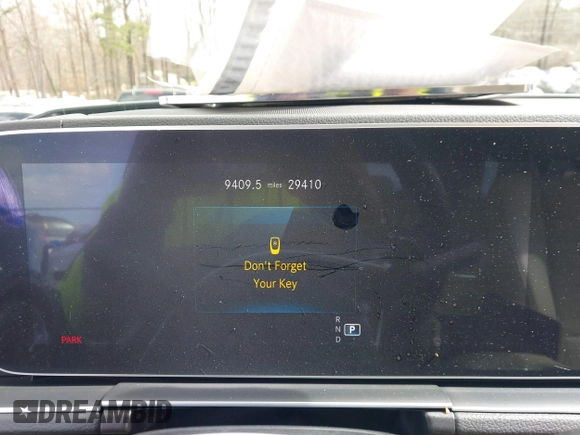 9409.5 miles 29410
Don't Forget
Your Key
R
N P
D
PARK
DREAMBID